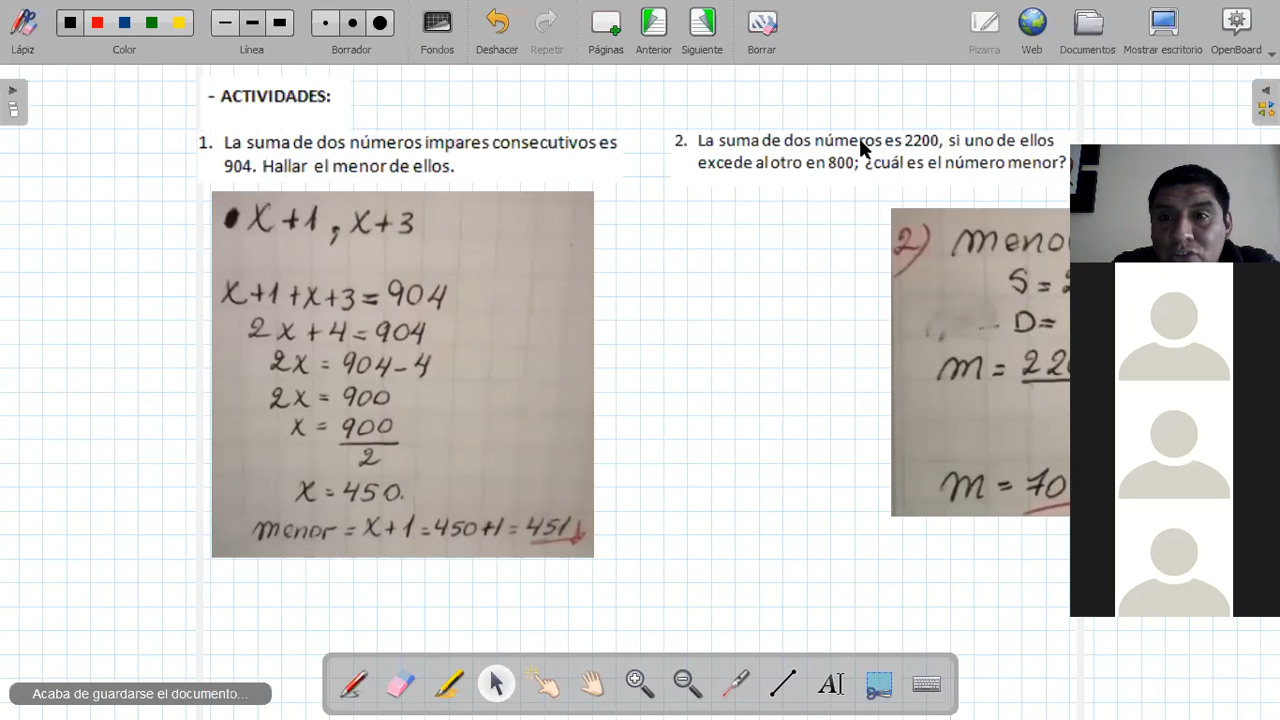 Lápiz
Color
Línea
Borrador
Fondos
Deshacer
Repetir
Páginas
Anterior
Siguiente
Borrar
Pizarra
Web
Documentos
Mostrar escritorio
OpenBoard
- ACTIVIDADES:
1. La suma de dos números impares consecutivos es
904. Hallar el menor de ellos.
x+1, x+3
x+1+x+3=904
2x+4=904
2x = 904-4
2x = 900
x = 900
2
x = 450.
menor = x+1=450+1=451
2. La suma de dos números es 2200, si uno de ellos
excede al otro en 800; ¿cuál es el número menor?
2)
S =
- D=
m =
m = 70
Acaba de guardarse el documento...